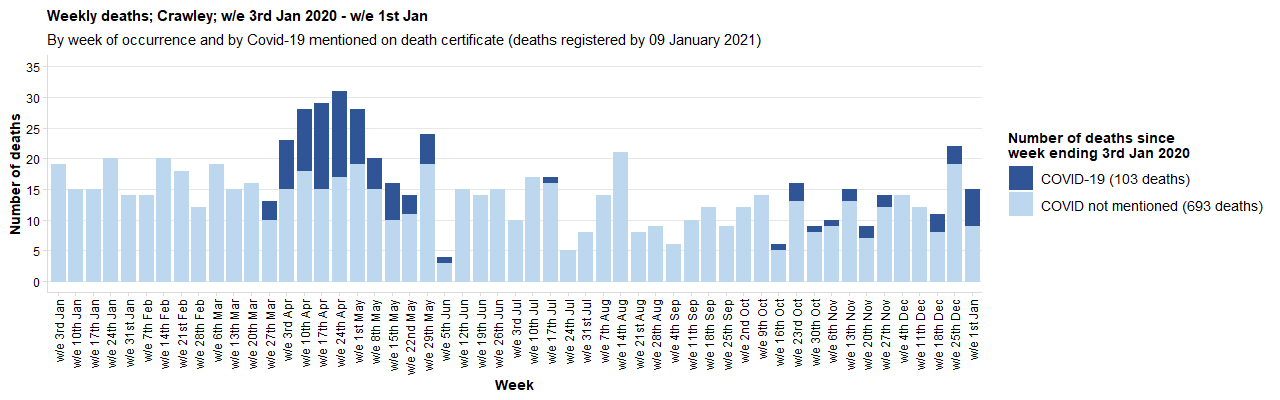 Weekly deaths; Crawley; w/e 3rd Jan 2020 - w/e 1st Jan
By week of occurrence and by Covid-19 mentioned on death certificate (deaths registered by 09 January 2021)
Number of deaths
35
30
25
20
15
10
5
0
w/e 3rd Jan
w/e 10th Jan
w/e 17th Jan
w/e 24th Jan
w/e 31st Jan
w/e 7th Feb
w/e 14th Feb
w/e 21st Feb
w/e 28th Feb
w/e 6th Mar
w/e 13th Mar
w/e 20th Mar
w/e 27th Mar
w/e 3rd Apr
w/e 10th Apr
w/e 17th Apr
w/e 24th Apr
w/e 1st May
w/e 8th May
w/e 15th May
w/e 22nd May
w/e 29th May
w/e 5th Jun
w/e 12th Jun
w/e 19th Jun
w/e 26th Jun
w/e 3rd Jul
w/e 10th Jul
w/e 17th Jul
w/e 24th Jul
w/e 31st Jul
w/e 7th Aug
w/e 14th Aug
w/e 21st Aug
w/e 28th Aug
w/e 4th Sep
w/e 11th Sep
w/e 18th Sep
w/e 25th Sep
w/e 2nd Oct
w/e 9th Oct
w/e 16th Oct
w/e 23rd Oct
w/e 30th Oct
w/e 6th Nov
w/e 13th Nov
w/e 20th Nov
w/e 27th Nov
w/e 4th Dec
w/e 11th Dec
w/e 18th Dec
w/e 25th Dec
w/e 1st Jan
Week
Number of deaths since
week ending 3rd Jan 2020
COVID-19 (103 deaths)
COVID not mentioned (693 deaths)